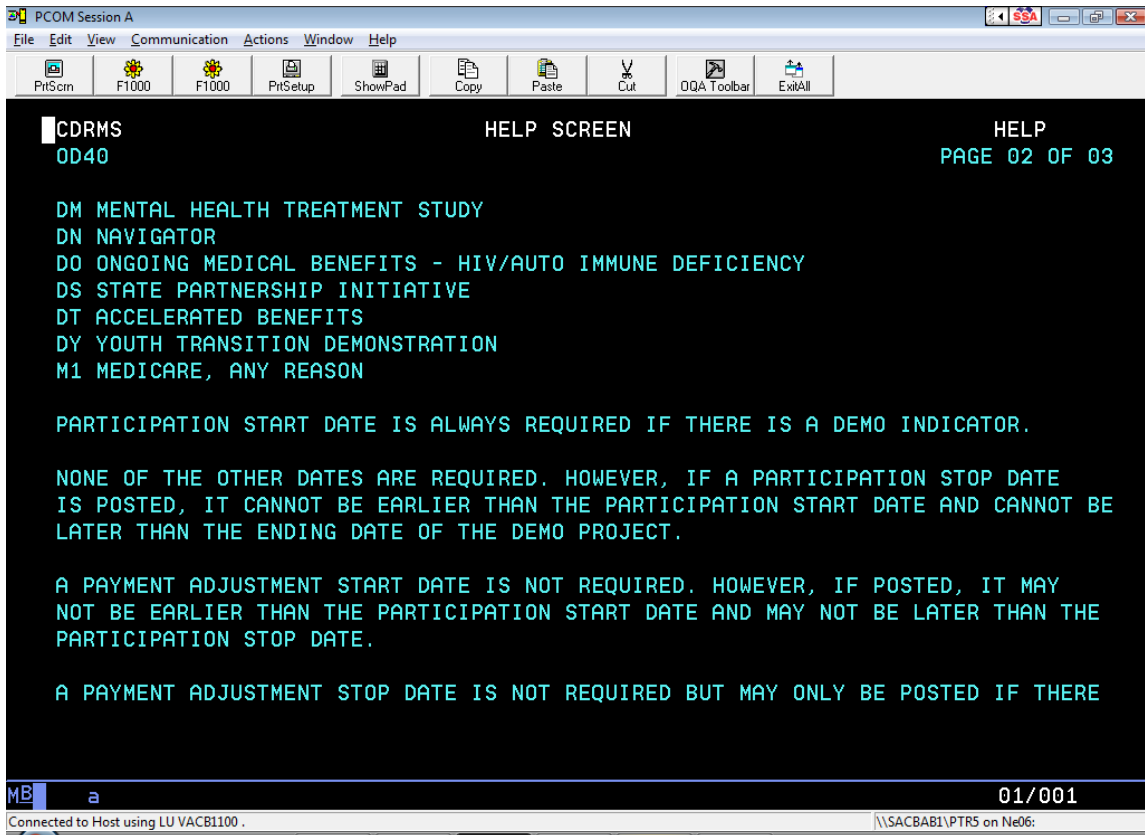 PCOM Session A
SSA
File Edit View Communication Actions Window Help
PrtScrn F1000 F1000 PrtSetup ShowPad Copy Paste Cut OQA Toolbar ExitAll
CDRMS HELP SCREEN HELP
OD40 PAGE 02 OF 03
DM MENTAL HEALTH TREATMENT STUDY
DN NAVIGATOR
DO ONGOING MEDICAL BENEFITS - HIV/AUTO IMMUNE DEFICIENCY
DS STATE PARTNERSHIP INITIATIVE
DT ACCELERATED BENEFITS
DY YOUTH TRANSITION DEMONSTRATION
M1 MEDICARE, ANY REASON
PARTICIPATION START DATE IS ALWAYS REQUIRED IF THERE IS A DEMO INDICATOR.
NONE OF THE OTHER DATES ARE REQUIRED. HOWEVER, IF A PARTICIPATION STOP DATE
IS POSTED, IT CANNOT BE EARLIER THAN THE PARTICIPATION START DATE AND CANNOT BE
LATER THAN THE ENDING DATE OF THE DEMO PROJECT.
A PAYMENT ADJUSTMENT START DATE IS NOT REQUIRED. HOWEVER, IF POSTED, IT MAY
NOT BE EARLIER THAN THE PARTICIPATION START DATE AND MAY NOT BE LATER THAN THE
PARTICIPATION STOP DATE.
A PAYMENT ADJUSTMENT STOP DATE IS NOT REQUIRED BUT MAY ONLY BE POSTED IF THERE
MB a 01/001
Connected to Host using LU VACB1100 . \\SACBAB1\PTR5 on Ne06: